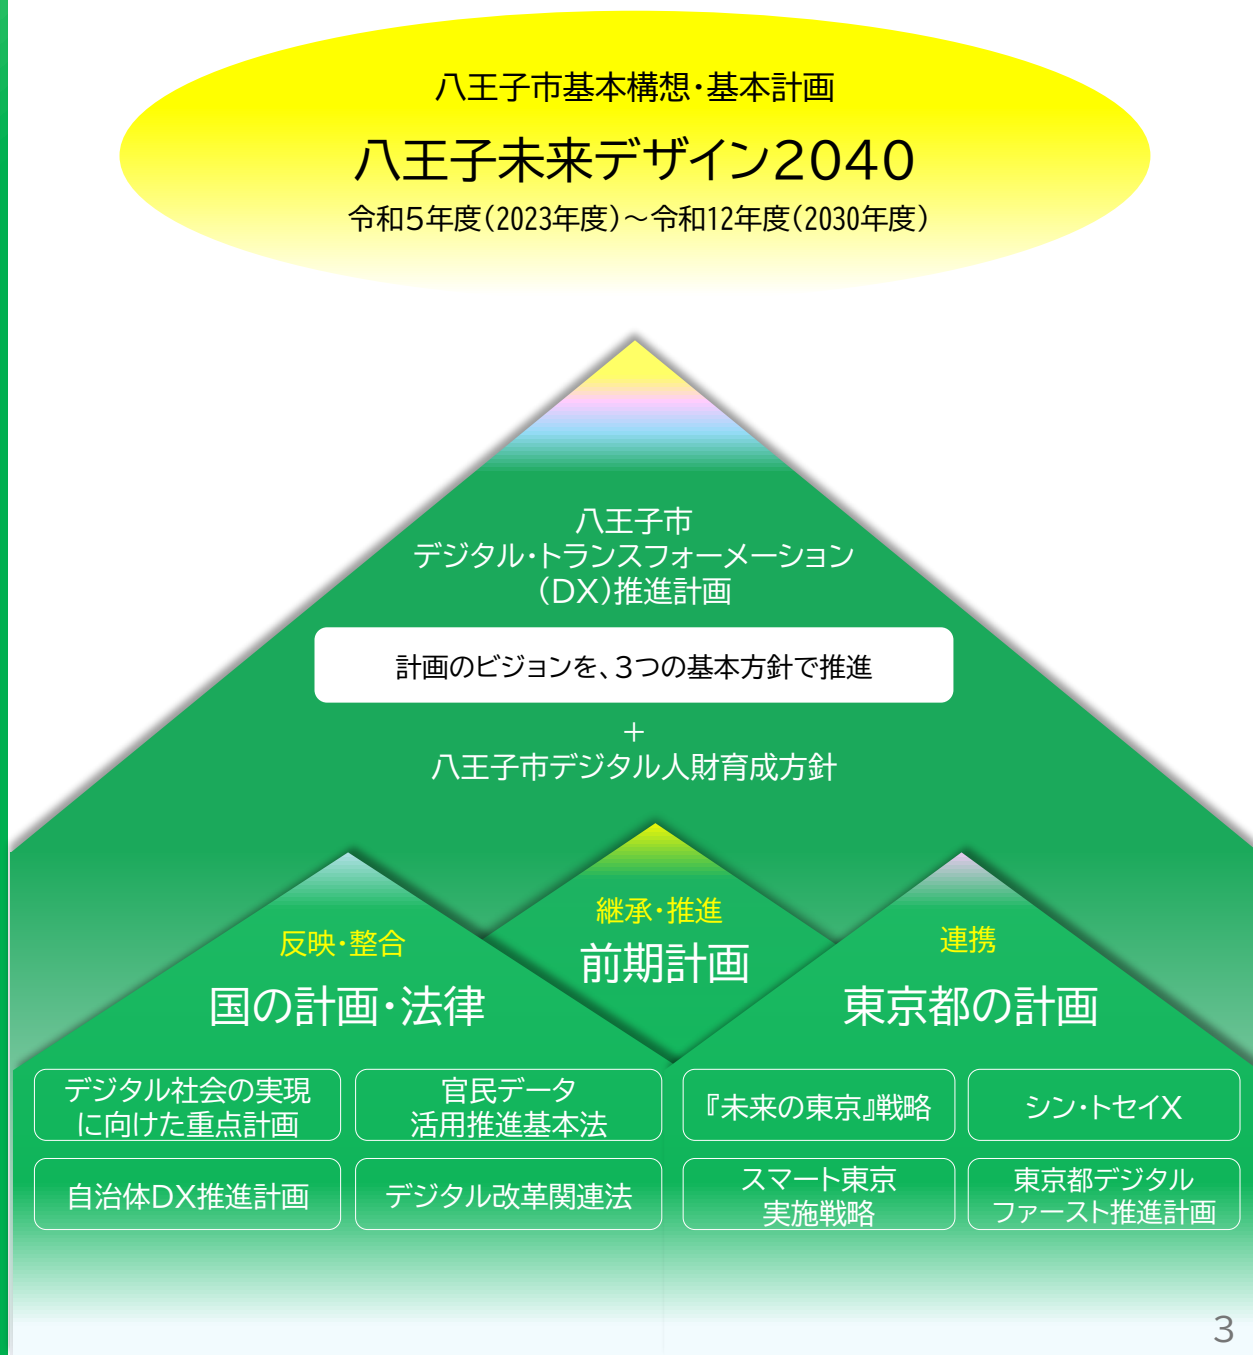 八王子市基本構想・基本計画
八王子未来デザイン2040
令和5年度(2023年度)～令和12年度(2030年度)
八王子市
デジタル・トランスフォーメーション
(DX)推進計画
計画のビジョンを、3つの基本方針で推進
＋
八王子市デジタル人財育成方針
継承・推進
前期計画
反映・整合
国の計画・法律
連携
東京都の計画
デジタル社会の実現
に向けた重点計画
官民データ
活用推進基本法
『未来の東京』戦略
シン・トセイX
自治体DX推進計画
デジタル改革関連法
スマート東京
実施戦略
東京都デジタル
ファースト推進計画
3